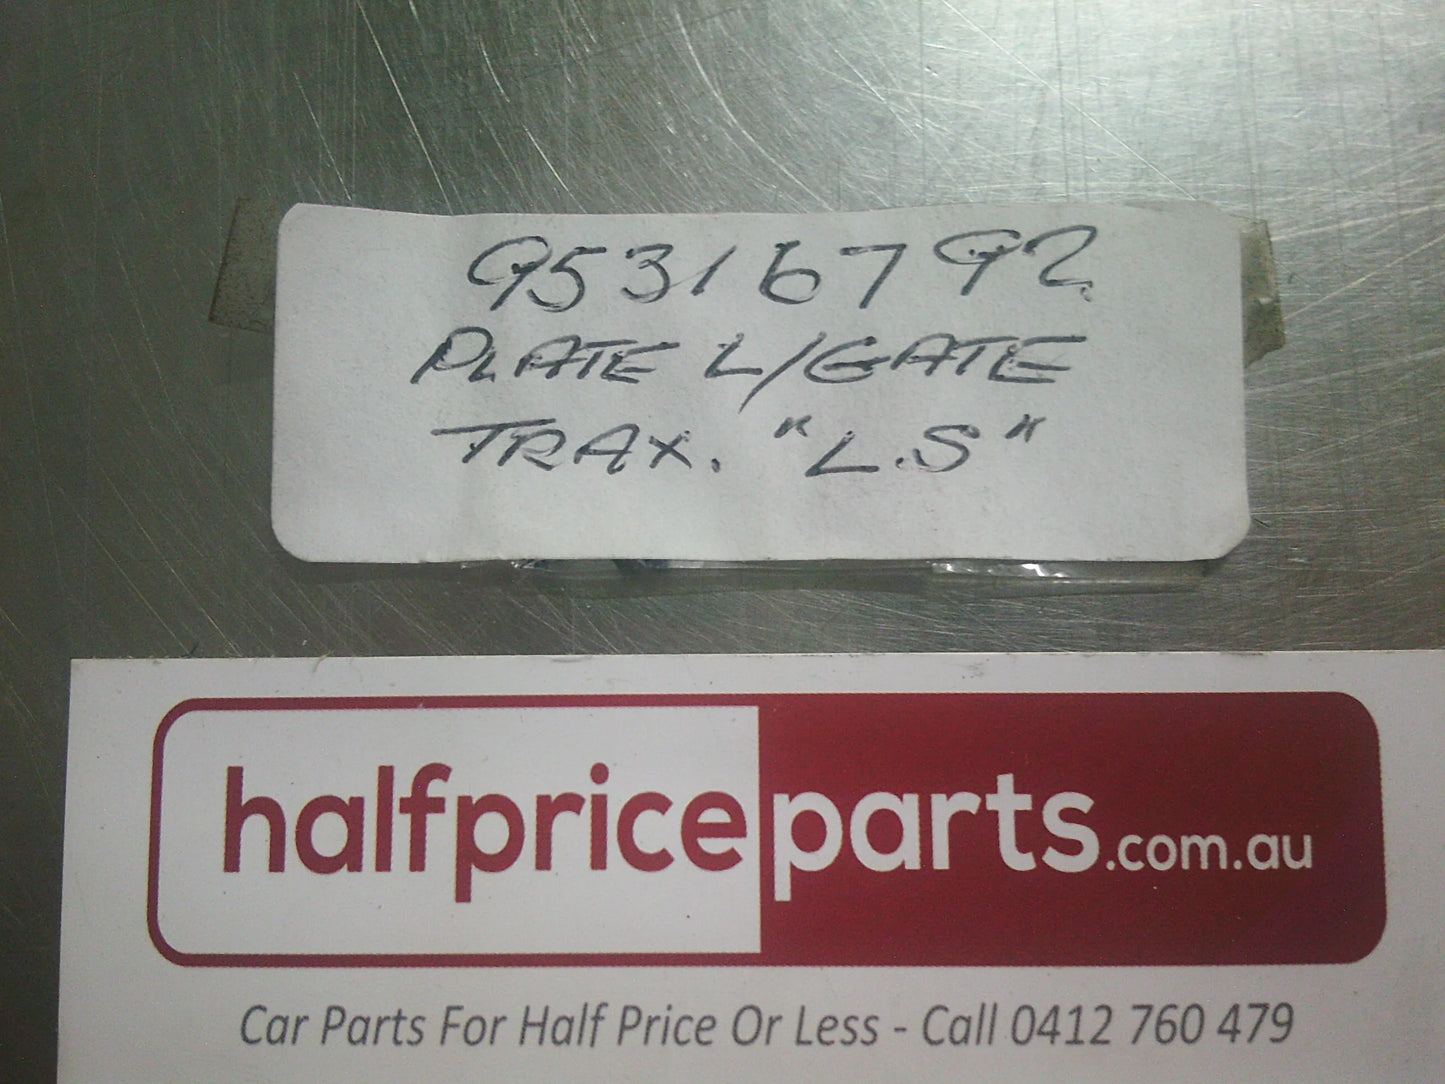 95316792
PLATE L/GATE
TRAX. "L.S"
halfpriceparts.com.au
Car Parts For Half Price Or Less - Call 0412 760 479